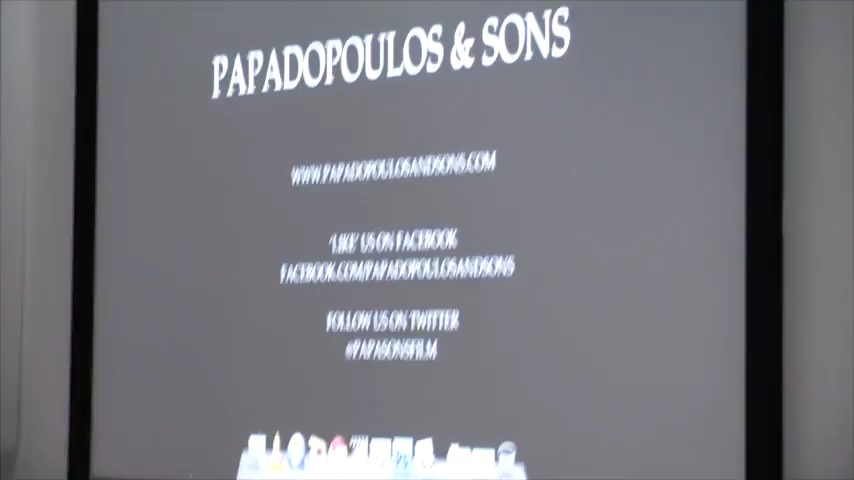 PAPADOPOULOS & SONS
WWW.PAPADOPOULOSANDSONS.COM
'LIKE' US ON FACEBOOK
FACEBOOK.COM/PAPADOPOULOSANDSONS
FOLLOW US ON TWITTER
@PAPASONSFILM